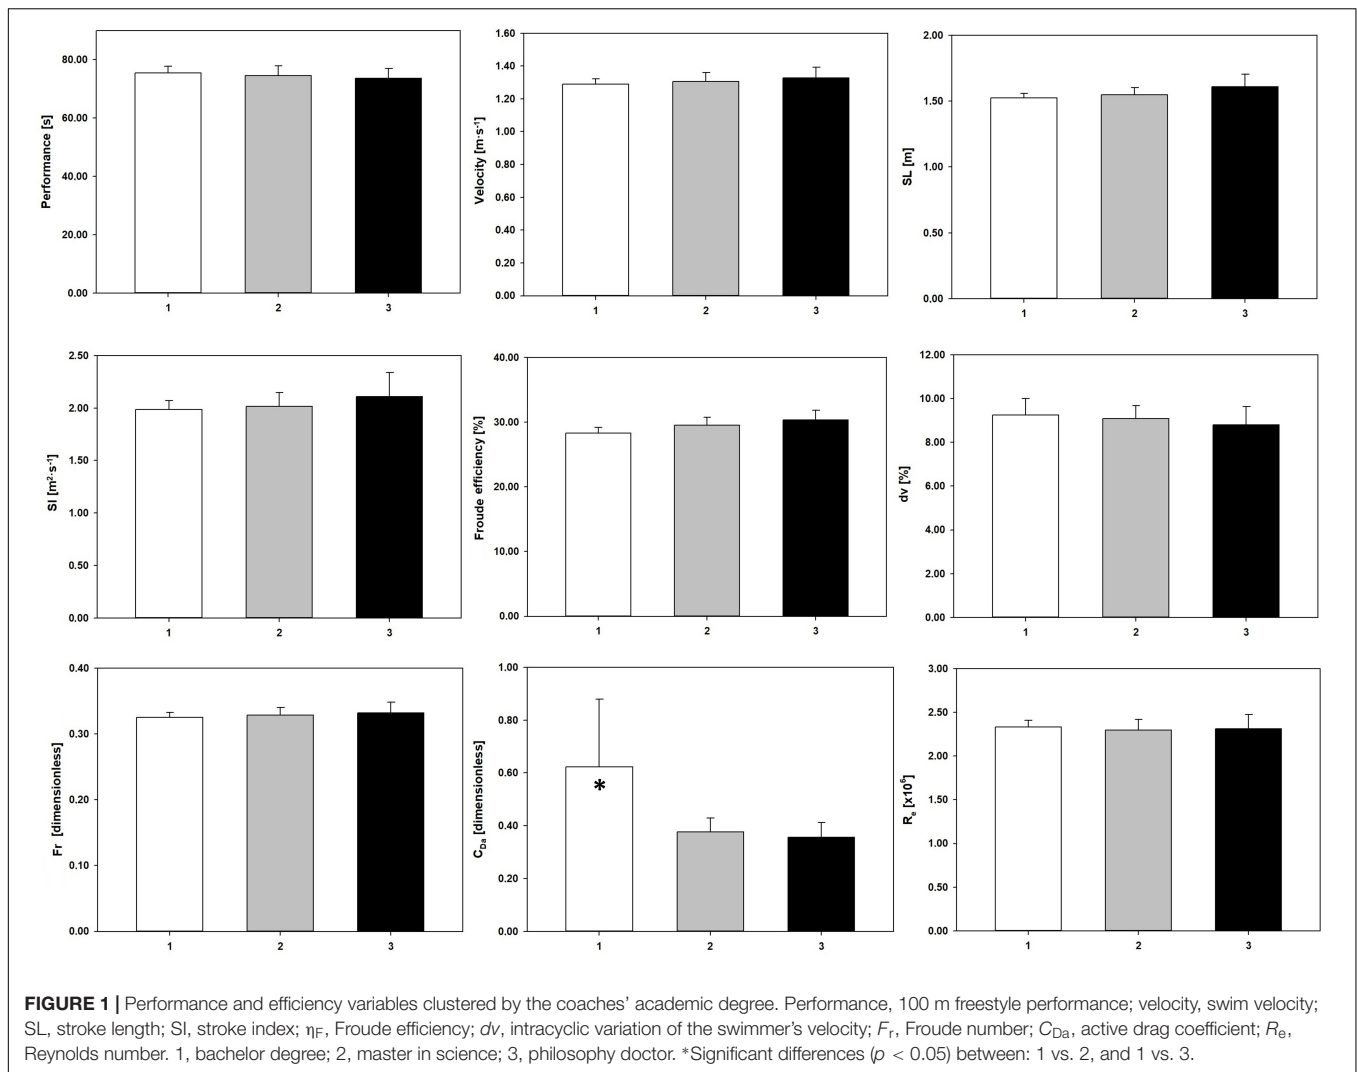 80.00
60.00
40.00
20.00
0.00
Performance [s]
1 2 3
1.60
1.40
1.20
1.00
0.80
0.60
0.40
0.20
0.00
Velocity [m·s⁻¹]
1 2 3
2.00
1.50
1.00
0.50
0.00
SL [m]
1 2 3
2.50
2.00
1.50
1.00
0.50
0.00
SI [m²·s⁻¹]
1 2 3
40.00
30.00
20.00
10.00
0.00
Froude efficiency [%]
1 2 3
12.00
10.00
8.00
6.00
4.00
2.00
0.00
dv [%]
1 2 3
0.40
0.30
0.20
0.10
0.00
Fr [dimensionless]
1 2 3
1.00
0.80
0.60
0.40
0.20
0.00
C_Da [dimensionless]
*
1 2 3
3.00
2.50
2.00
1.50
1.00
0.50
0.00
R_e [x10⁶]
1 2 3
FIGURE 1 | Performance and efficiency variables clustered by the coaches' academic degree. Performance, 100 m freestyle performance; velocity, swim velocity;
SL, stroke length; SI, stroke index; η_F, Froude efficiency; dv, intracyclic variation of the swimmer's velocity; F_r, Froude number; C_Da, active drag coefficient; R_e,
Reynolds number. 1, bachelor degree; 2, master in science; 3, philosophy doctor. *Significant differences (p < 0.05) between: 1 vs. 2, and 1 vs. 3.